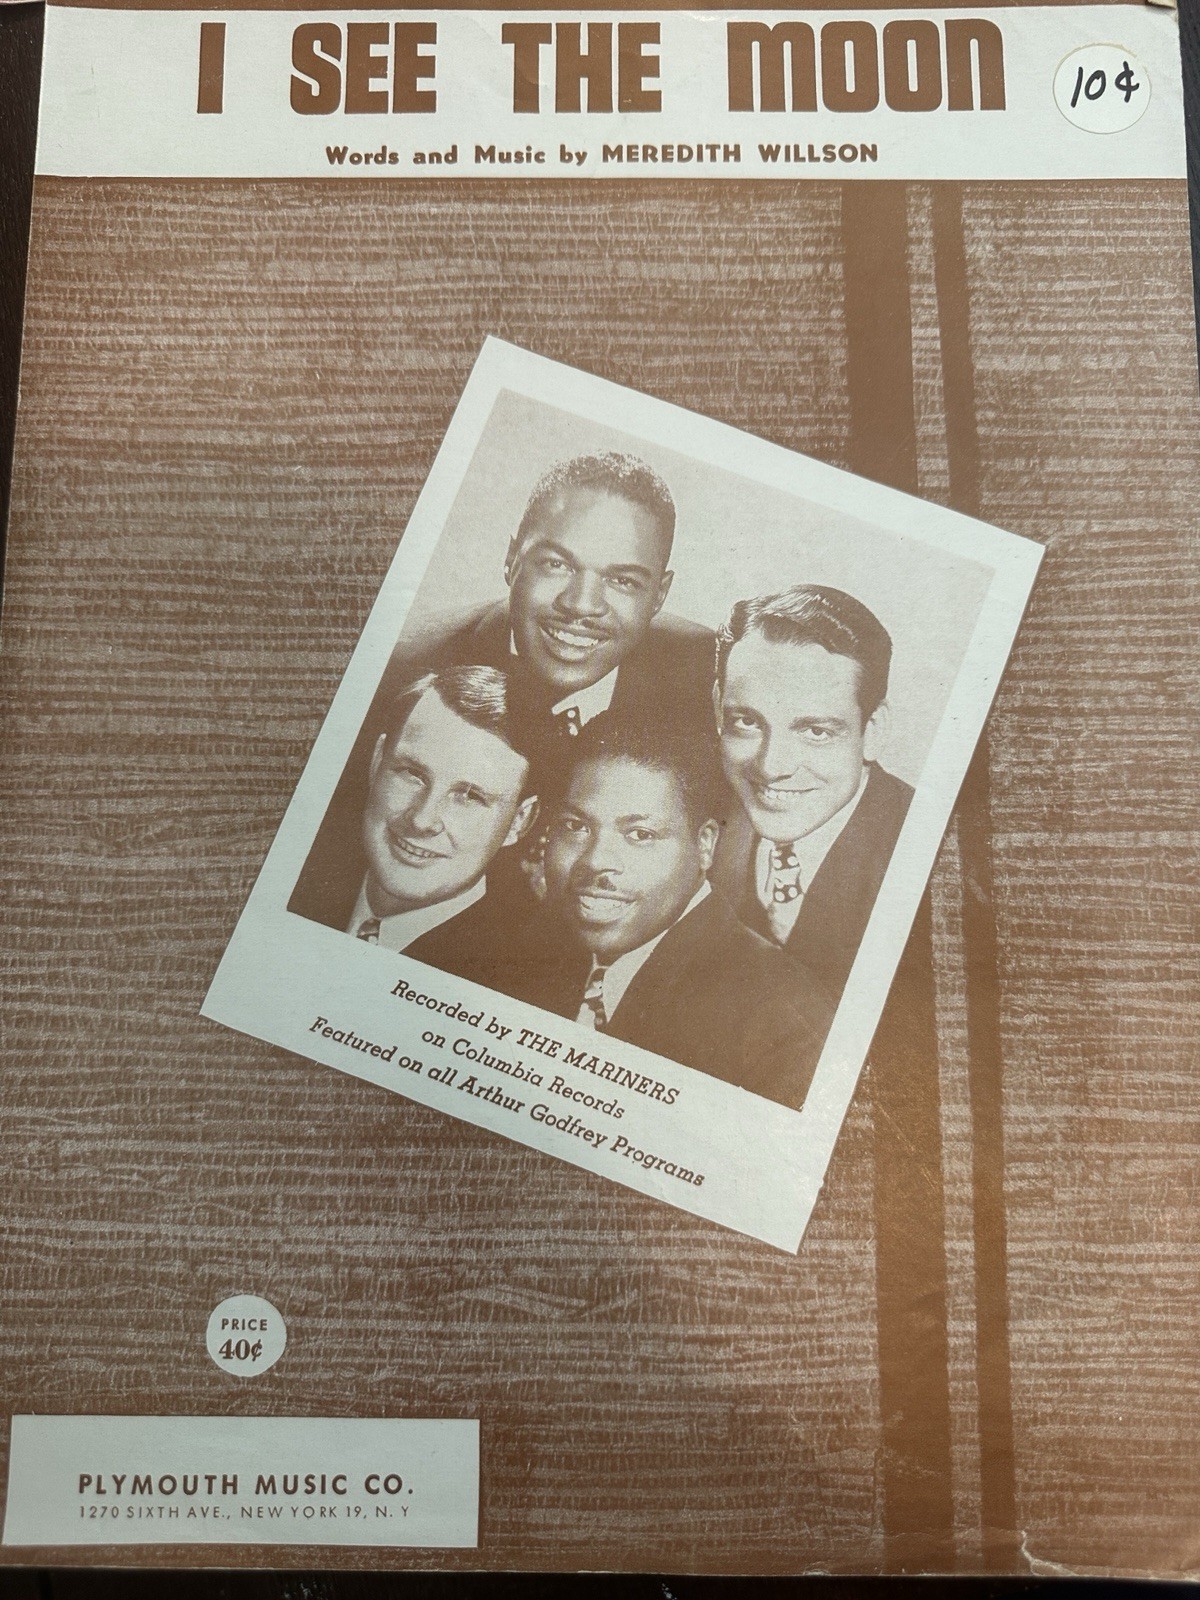 I SEE THE MOON
10¢
Words and Music by MEREDITH WILLSON
Recorded by THE MARINERS
on Columbia Records
Featured on all Arthur Godfrey Programs
PRICE
40¢
PLYMOUTH MUSIC CO.
1270 SIXTH AVE., NEW YORK 19, N. Y